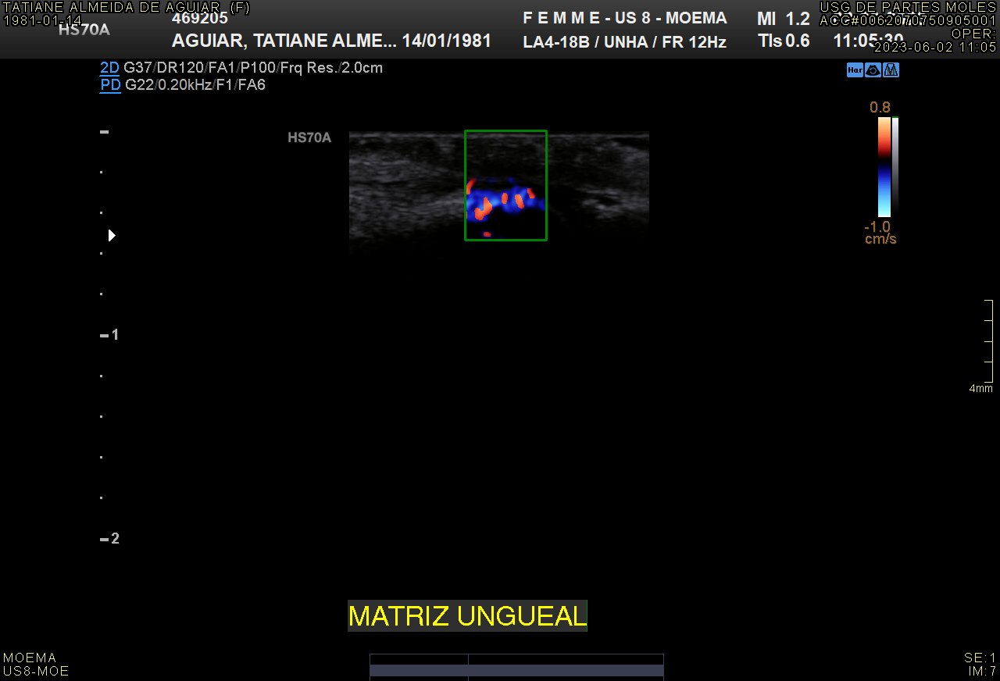 TATIANE ALMEIDA DE AGUIAR (F)
1981-01-14
HS70A
469205
AGUIAR, TATIANE ALME... 14/01/1981
F E M M E - US 8 - MOEMA
LA4-18B / UNHA / FR 12Hz
MI 1.2
TIs 0.6
11:05:30
USG DE PARTES MOLES
ACC#0062070750905001
OPER:
2023-06-02 11:05
2D G37/DR120/FA1/P100/Frq Res./2.0cm
PD G22/0.20kHz/F1/FA6
Har
0.8
HS70A
-1.0
cm/s
1
4mm
2
MATRIZ UNGUEAL
MOEMA
US8-MOE
SE:1
IM:7